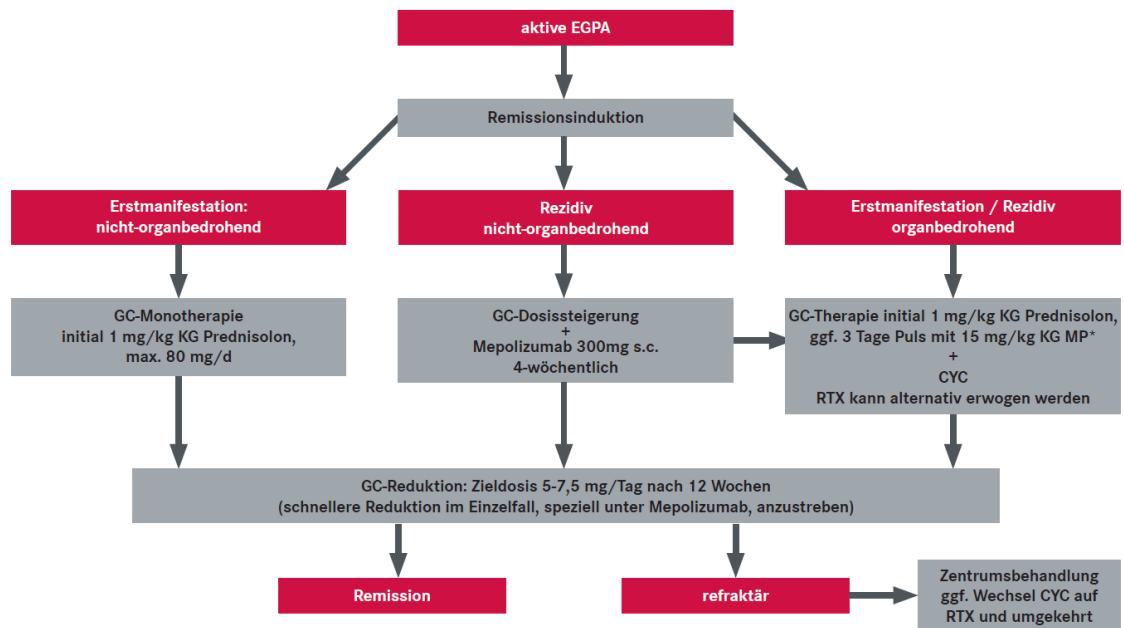 aktive EGPA
Remissionsinduktion
Erstmanifestation:
nicht-organbedrohend
Rezidiv
nicht-organbedrohend
Erstmanifestation / Rezidiv
organbedrohend
GC-Monotherapie
initial 1 mg/kg KG Prednisolon,
max. 80 mg/d
GC-Dosissteigerung
+
Mepolizumab 300mg s.c.
4-wöchentlich
GC-Therapie initial 1 mg/kg KG Prednisolon,
ggf. 3 Tage Puls mit 15 mg/kg KG MP*
+
CYC
RTX kann alternativ erwogen werden
GC-Reduktion: Zieldosis 5-7,5 mg/Tag nach 12 Wochen
(schnellere Reduktion im Einzelfall, speziell unter Mepolizumab, anzustreben)
Remission
refraktär
Zentrumsbehandlung
ggf. Wechsel CYC auf
RTX und umgekehrt